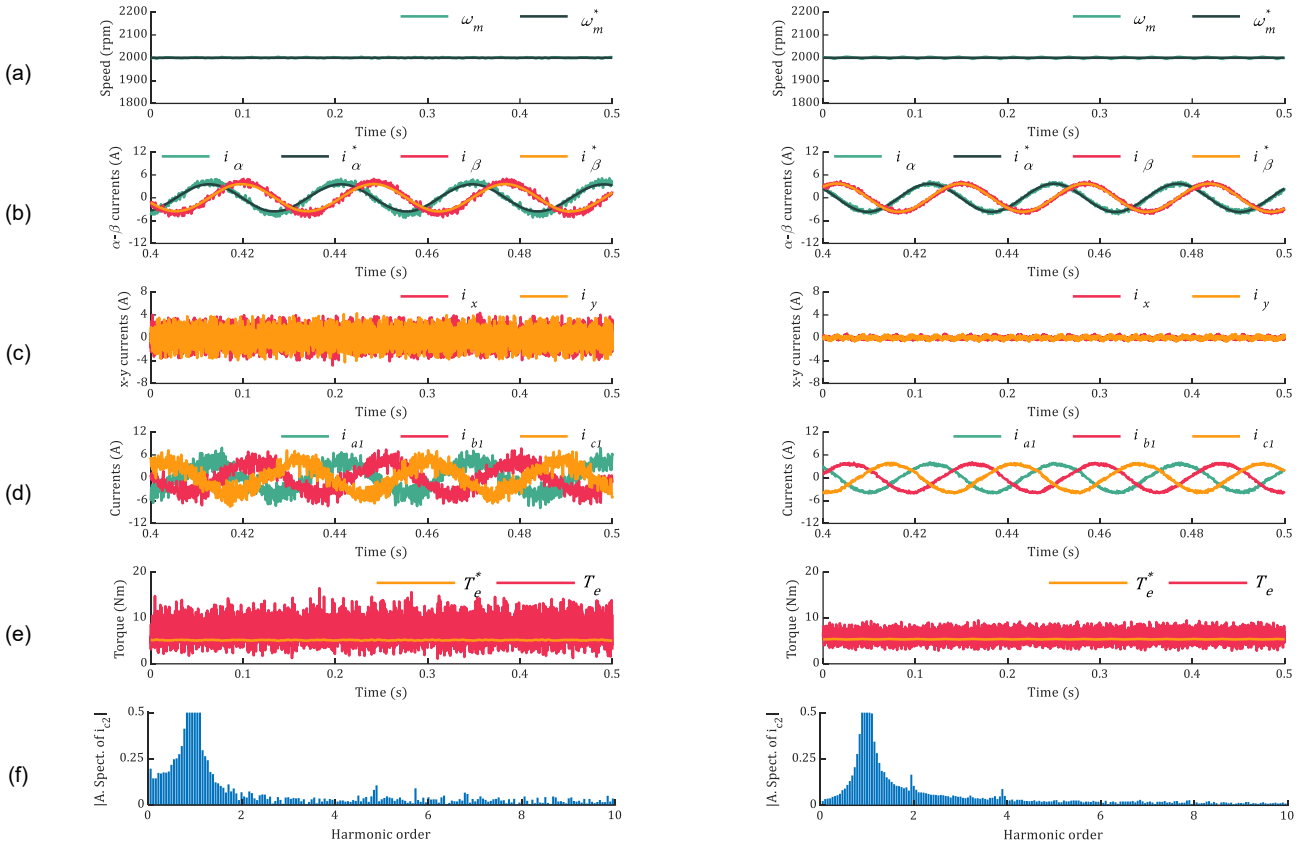 (a)
Speed (rpm)
2200
2100
2000
1900
1800
ω_m ω_m^*
0 0.1 0.2 0.3 0.4 0.5
Time (s)
Speed (rpm)
2200
2100
2000
1900
1800
ω_m ω_m^*
0 0.1 0.2 0.3 0.4 0.5
Time (s)
(b)
α-β currents (A)
12
6
0
-6
-12
i_α i_α^* i_β i_β^*
0.4 0.42 0.44 0.46 0.48 0.5
Time (s)
α-β currents (A)
12
6
0
-6
-12
i_α i_α^* i_β i_β^*
0.4 0.42 0.44 0.46 0.48 0.5
Time (s)
(c)
x-y currents (A)
8
4
0
-4
-8
i_x i_y
0 0.1 0.2 0.3 0.4 0.5
Time (s)
x-y currents (A)
8
4
0
-4
-8
i_x i_y
0 0.1 0.2 0.3 0.4 0.5
Time (s)
(d)
Currents (A)
12
6
0
-6
-12
i_a1 i_b1 i_c1
0.4 0.42 0.44 0.46 0.48 0.5
Time (s)
Currents (A)
12
6
0
-6
-12
i_a1 i_b1 i_c1
0.4 0.42 0.44 0.46 0.48 0.5
Time (s)
(e)
Torque (Nm)
20
10
0
T_e^* T_e
0 0.1 0.2 0.3 0.4 0.5
Time (s)
Torque (Nm)
20
10
0
T_e^* T_e
0 0.1 0.2 0.3 0.4 0.5
Time (s)
(f)
|A. Spect. of i_c2|
0.5
0.25
0
0 2 4 6 8 10
Harmonic order
|A. Spect. of i_c2|
0.5
0.25
0
0 2 4 6 8 10
Harmonic order